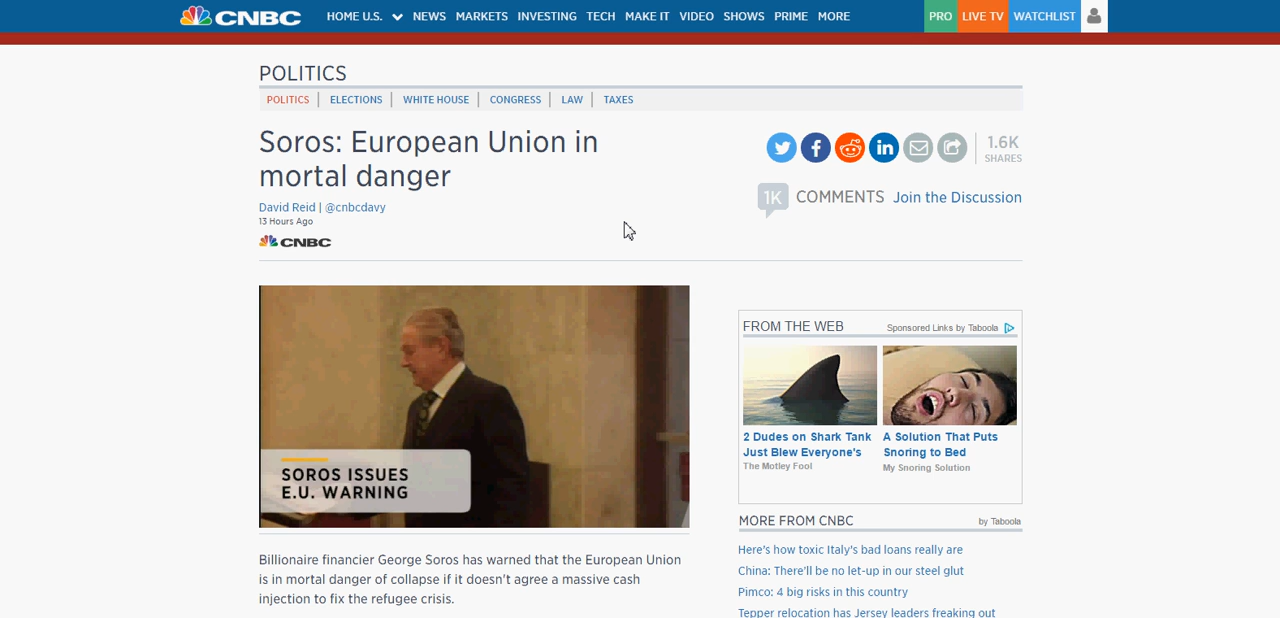 CNBC HOME U.S. NEWS MARKETS INVESTING TECH MAKE IT VIDEO SHOWS PRIME MORE PRO LIVE TV WATCHLIST
POLITICS
POLITICS ELECTIONS WHITE HOUSE CONGRESS LAW TAXES
Soros: European Union in
mortal danger
David Reid | @cnbcdavy
13 Hours Ago
CNBC
1.6K
SHARES
1K COMMENTS Join the Discussion
SOROS ISSUES
E.U. WARNING
Billionaire financier George Soros has warned that the European Union
is in mortal danger of collapse if it doesn't agree a massive cash
injection to fix the refugee crisis.
FROM THE WEB Sponsored Links by Taboola
2 Dudes on Shark Tank
Just Blew Everyone's
The Motley Fool
A Solution That Puts
Snoring to Bed
My Snoring Solution
MORE FROM CNBC by Taboola
Here's how toxic Italy's bad loans really are
China: There'll be no let-up in our steel glut
Pimco: 4 big risks in this country
Tepper relocation has Jersey leaders freaking out